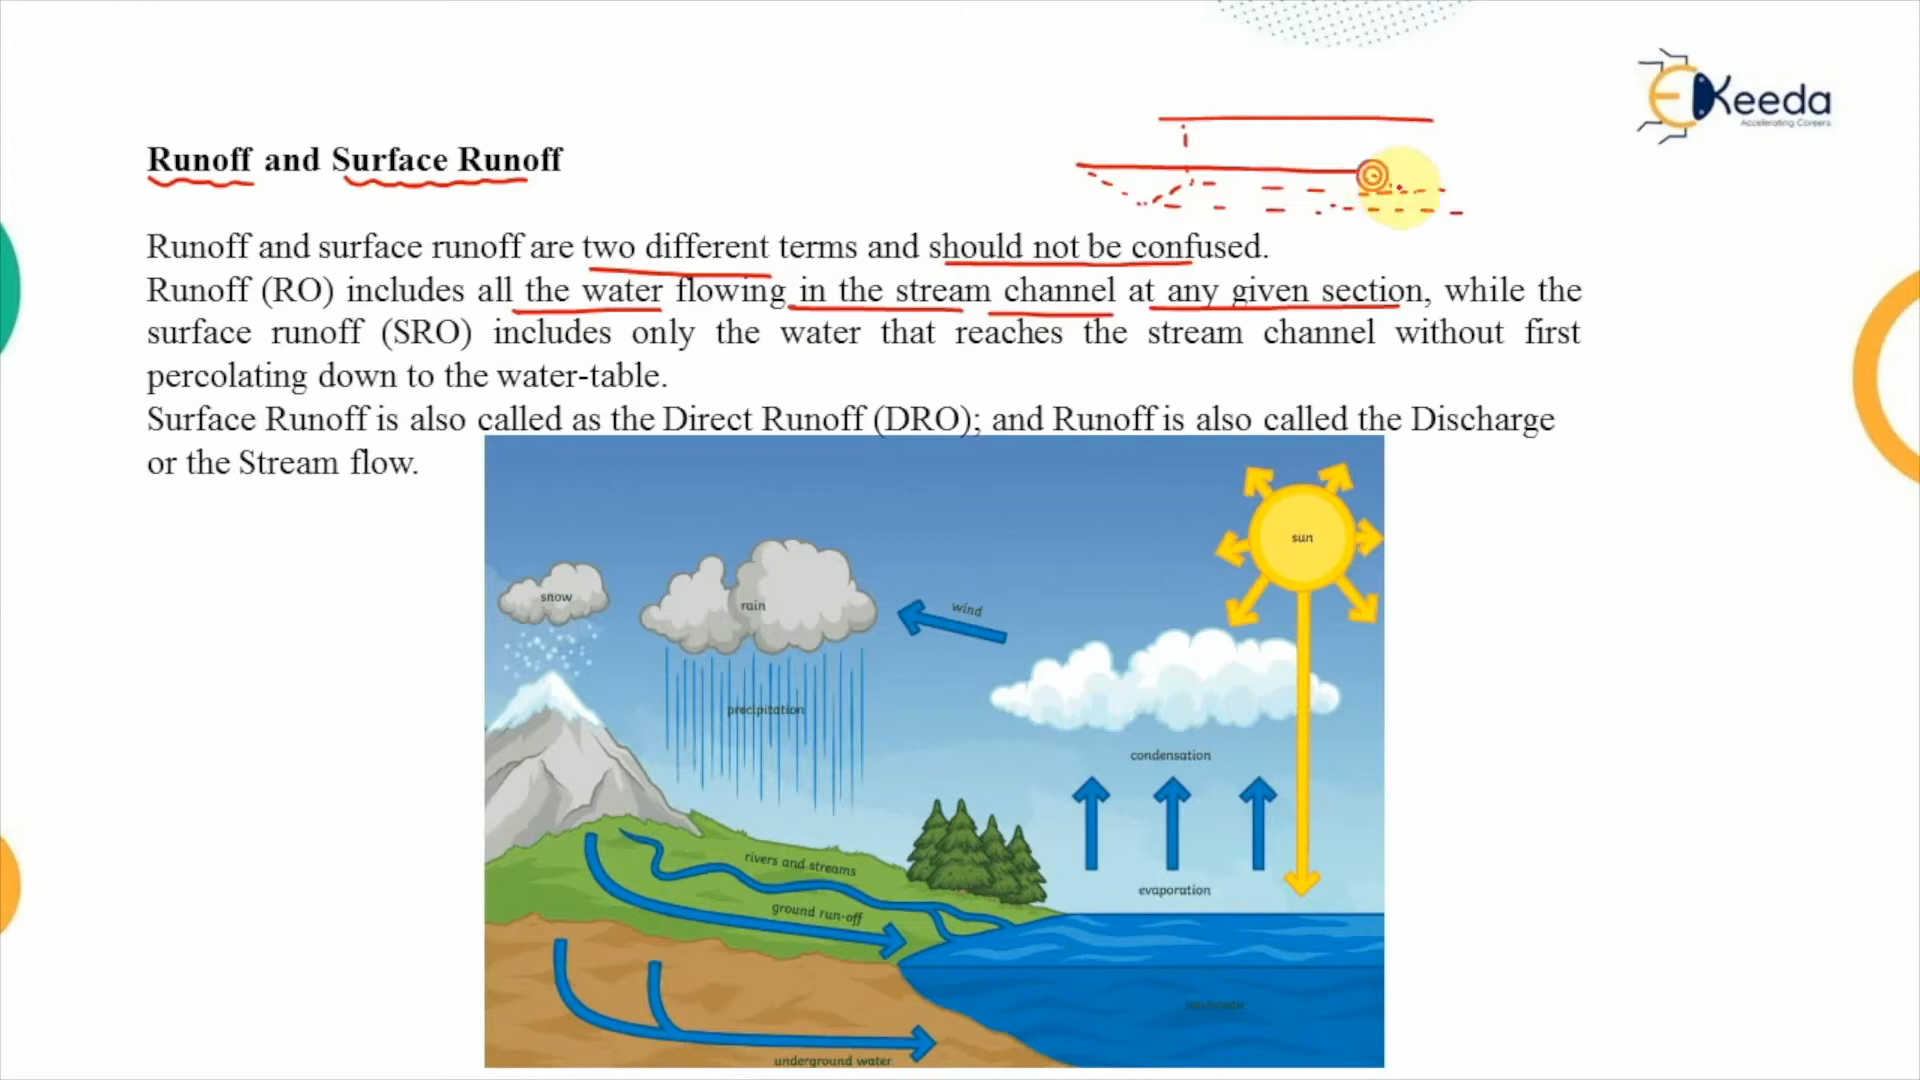 Keeda
Accelerating Careers
Runoff and Surface Runoff
Runoff and surface runoff are two different terms and should not be confused.
Runoff (RO) includes all the water flowing in the stream channel at any given section, while the
surface runoff (SRO) includes only the water that reaches the stream channel without first
percolating down to the water-table.
Surface Runoff is also called as the Direct Runoff (DRO); and Runoff is also called the Discharge
or the Stream flow.
sun
snow
rain
wind
precipitation
condensation
evaporation
rivers and streams
ground run-off
underground water